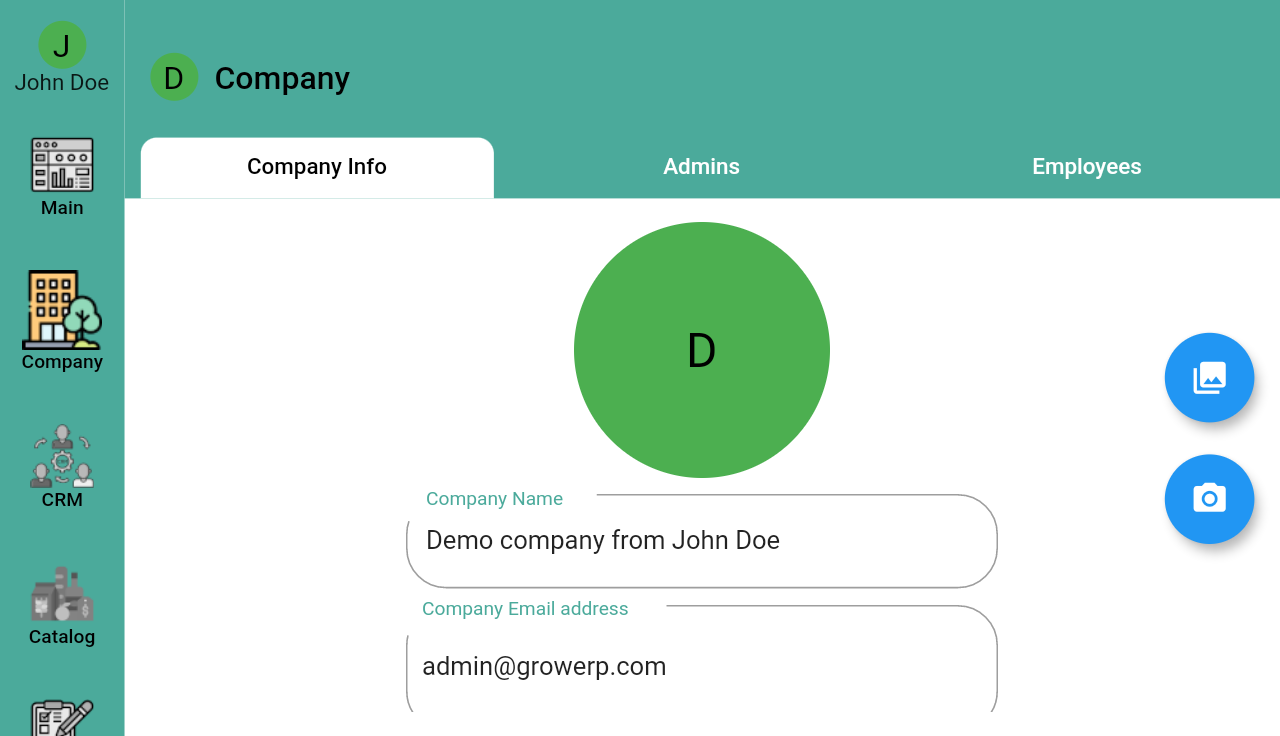 J
John Doe
Main
Company
CRM
Catalog
D Company
Company Info Admins Employees
D
Company Name
Demo company from John Doe
Company Email address
admin@growerp.com